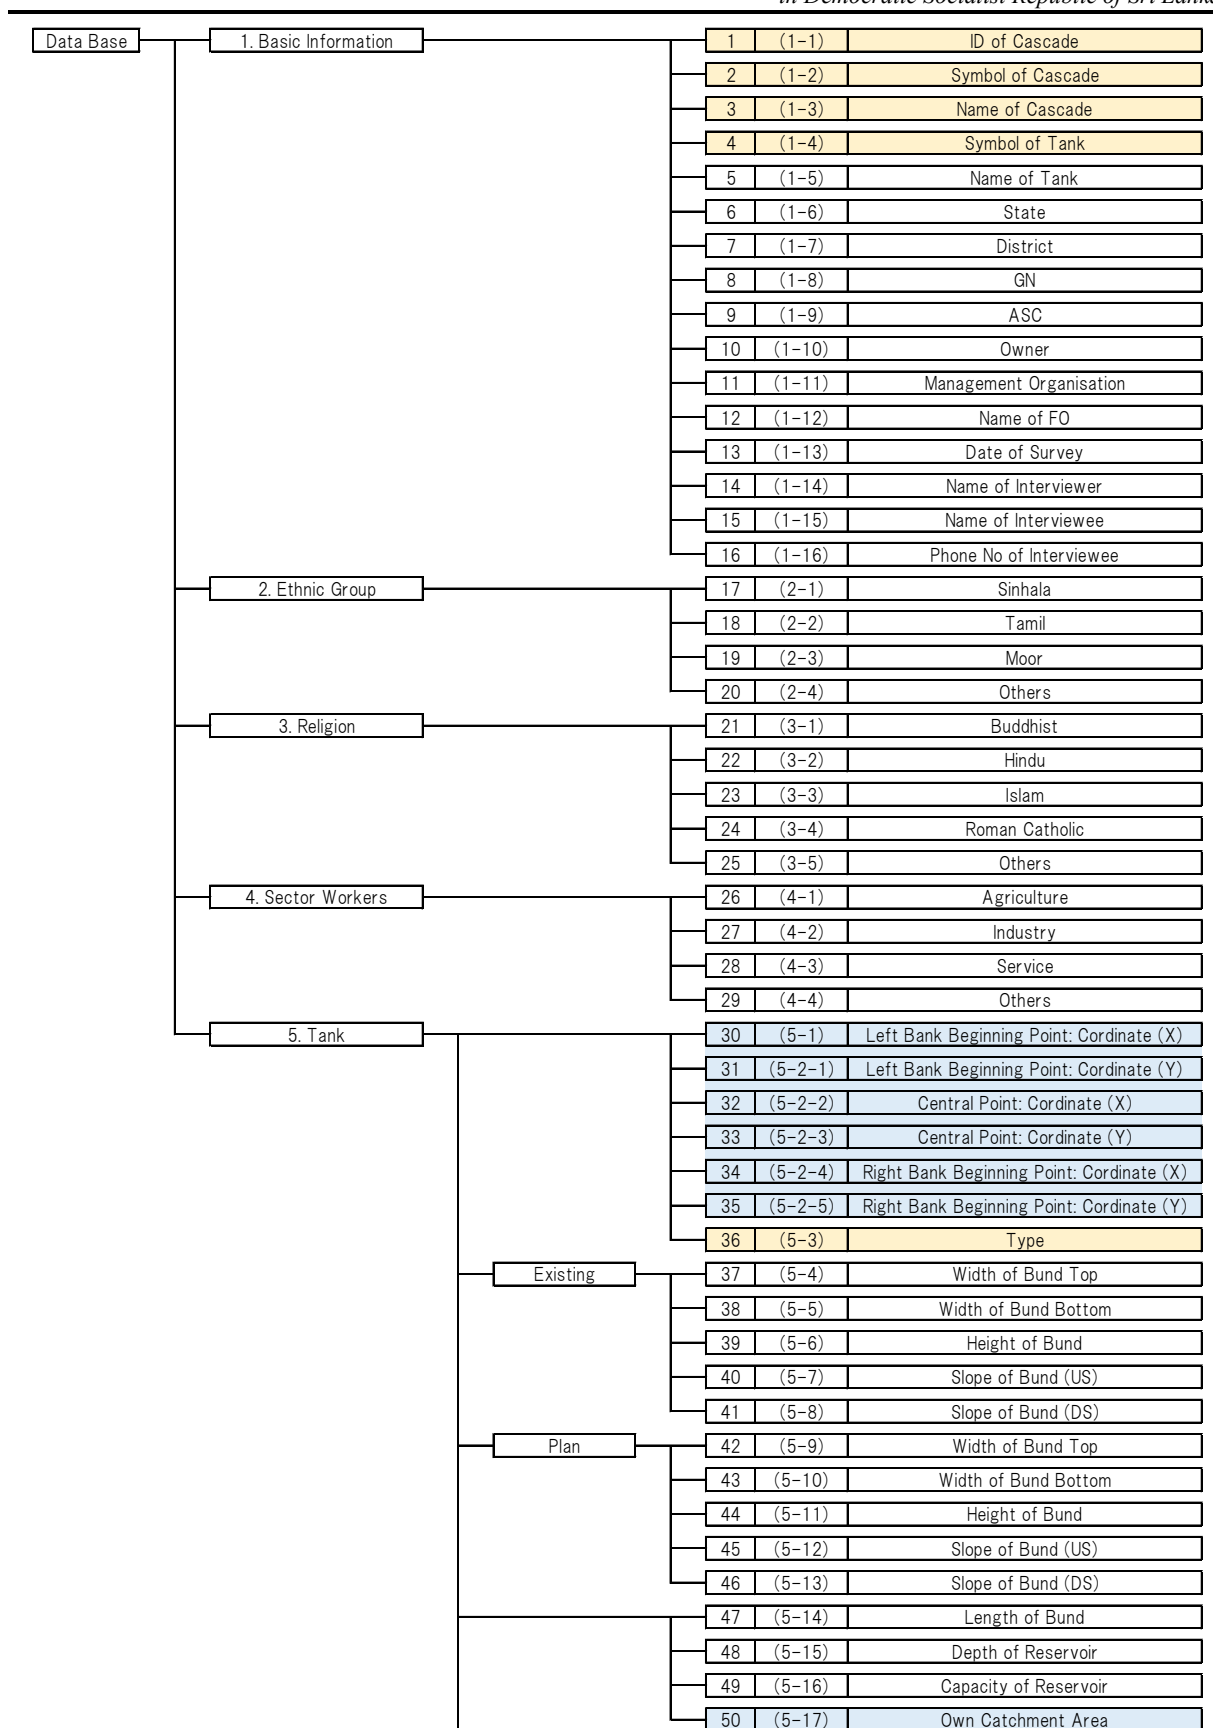 in Democratic Socialist Republic of Sri Lanka
Data Base 1. Basic Information 1 (1-1) ID of Cascade
2 (1-2) Symbol of Cascade
3 (1-3) Name of Cascade
4 (1-4) Symbol of Tank
5 (1-5) Name of Tank
6 (1-6) State
7 (1-7) District
8 (1-8) GN
9 (1-9) ASC
10 (1-10) Owner
11 (1-11) Management Organisation
12 (1-12) Name of FO
13 (1-13) Date of Survey
14 (1-14) Name of Interviewer
15 (1-15) Name of Interviewee
16 (1-16) Phone No of Interviewee
2. Ethnic Group 17 (2-1) Sinhala
18 (2-2) Tamil
19 (2-3) Moor
20 (2-4) Others
3. Religion 21 (3-1) Buddhist
22 (3-2) Hindu
23 (3-3) Islam
24 (3-4) Roman Catholic
25 (3-5) Others
4. Sector Workers 26 (4-1) Agriculture
27 (4-2) Industry
28 (4-3) Service
29 (4-4) Others
5. Tank 30 (5-1) Left Bank Beginning Point: Cordinate (X)
31 (5-2-1) Left Bank Beginning Point: Cordinate (Y)
32 (5-2-2) Central Point: Cordinate (X)
33 (5-2-3) Central Point: Cordinate (Y)
34 (5-2-4) Right Bank Beginning Point: Cordinate (X)
35 (5-2-5) Right Bank Beginning Point: Cordinate (Y)
36 (5-3) Type
Existing 37 (5-4) Width of Bund Top
38 (5-5) Width of Bund Bottom
39 (5-6) Height of Bund
40 (5-7) Slope of Bund (US)
41 (5-8) Slope of Bund (DS)
Plan 42 (5-9) Width of Bund Top
43 (5-10) Width of Bund Bottom
44 (5-11) Height of Bund
45 (5-12) Slope of Bund (US)
46 (5-13) Slope of Bund (DS)
47 (5-14) Length of Bund
48 (5-15) Depth of Reservoir
49 (5-16) Capacity of Reservoir
50 (5-17) Own Catchment Area